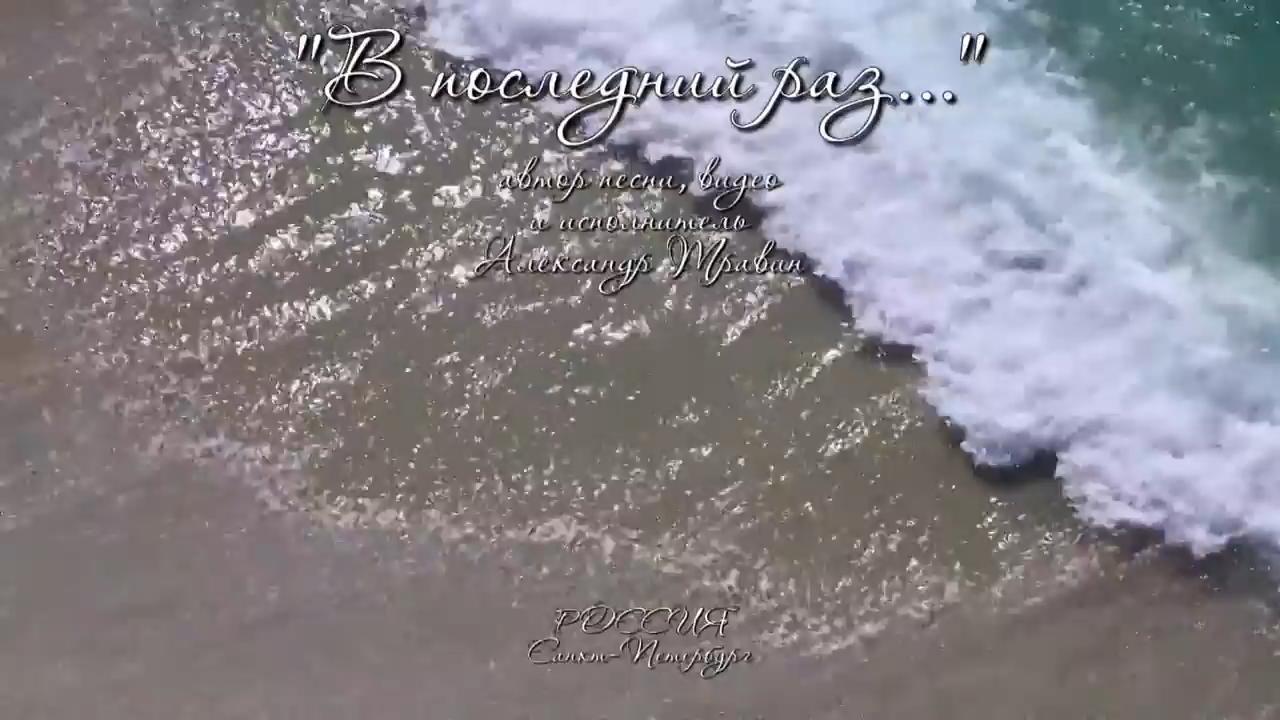 "В последний раз..."
автор песни, видео
и исполнитель
Александр Травин
РОССИЯ
Санкт-Петербург